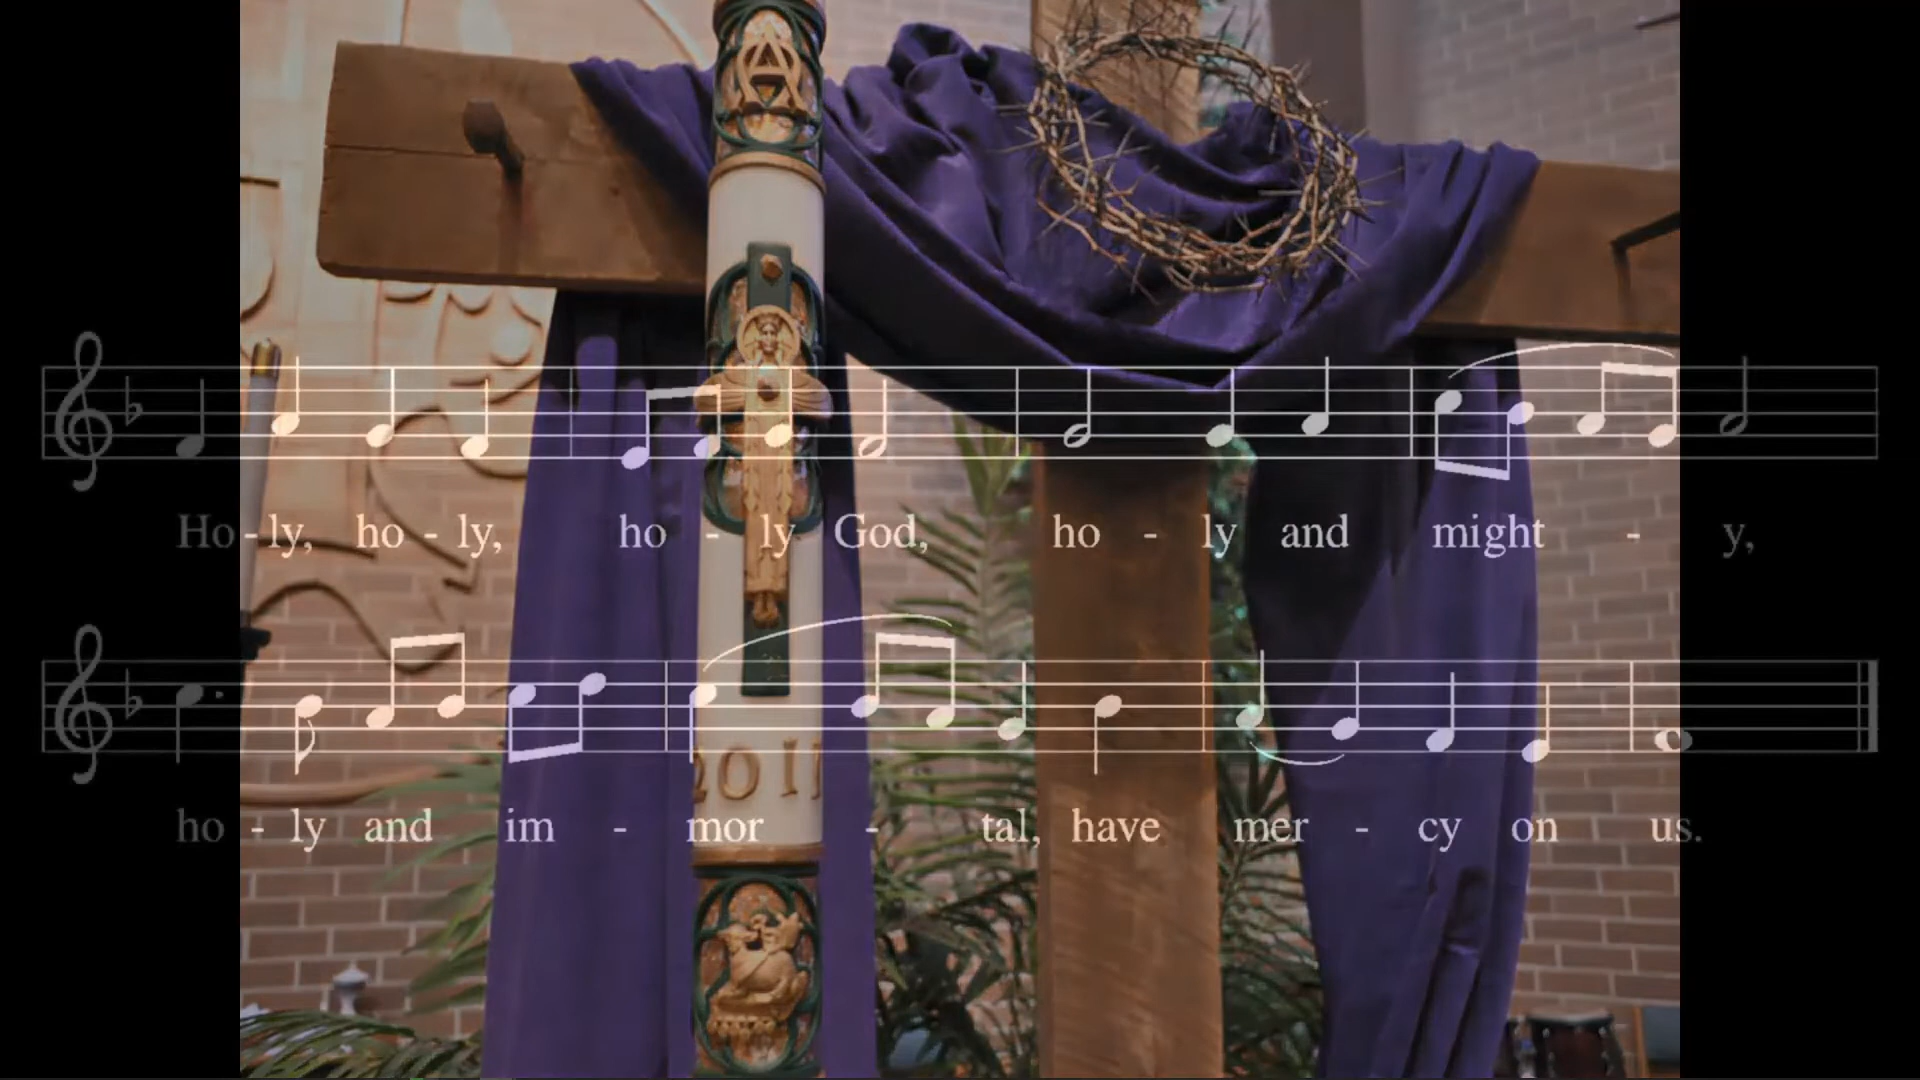 Ho - ly, ho - ly, ho - ly God, ho - ly and might - y,
ho - ly and im - mor - tal, have mer - cy on us.
2011